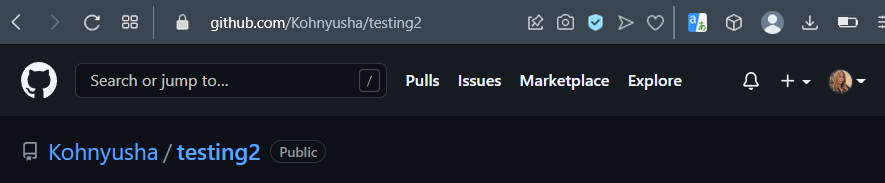 github.com/Kohnyusha/testing2
Search or jump to... / Pulls Issues Marketplace Explore
Kohnyusha / testing2 Public